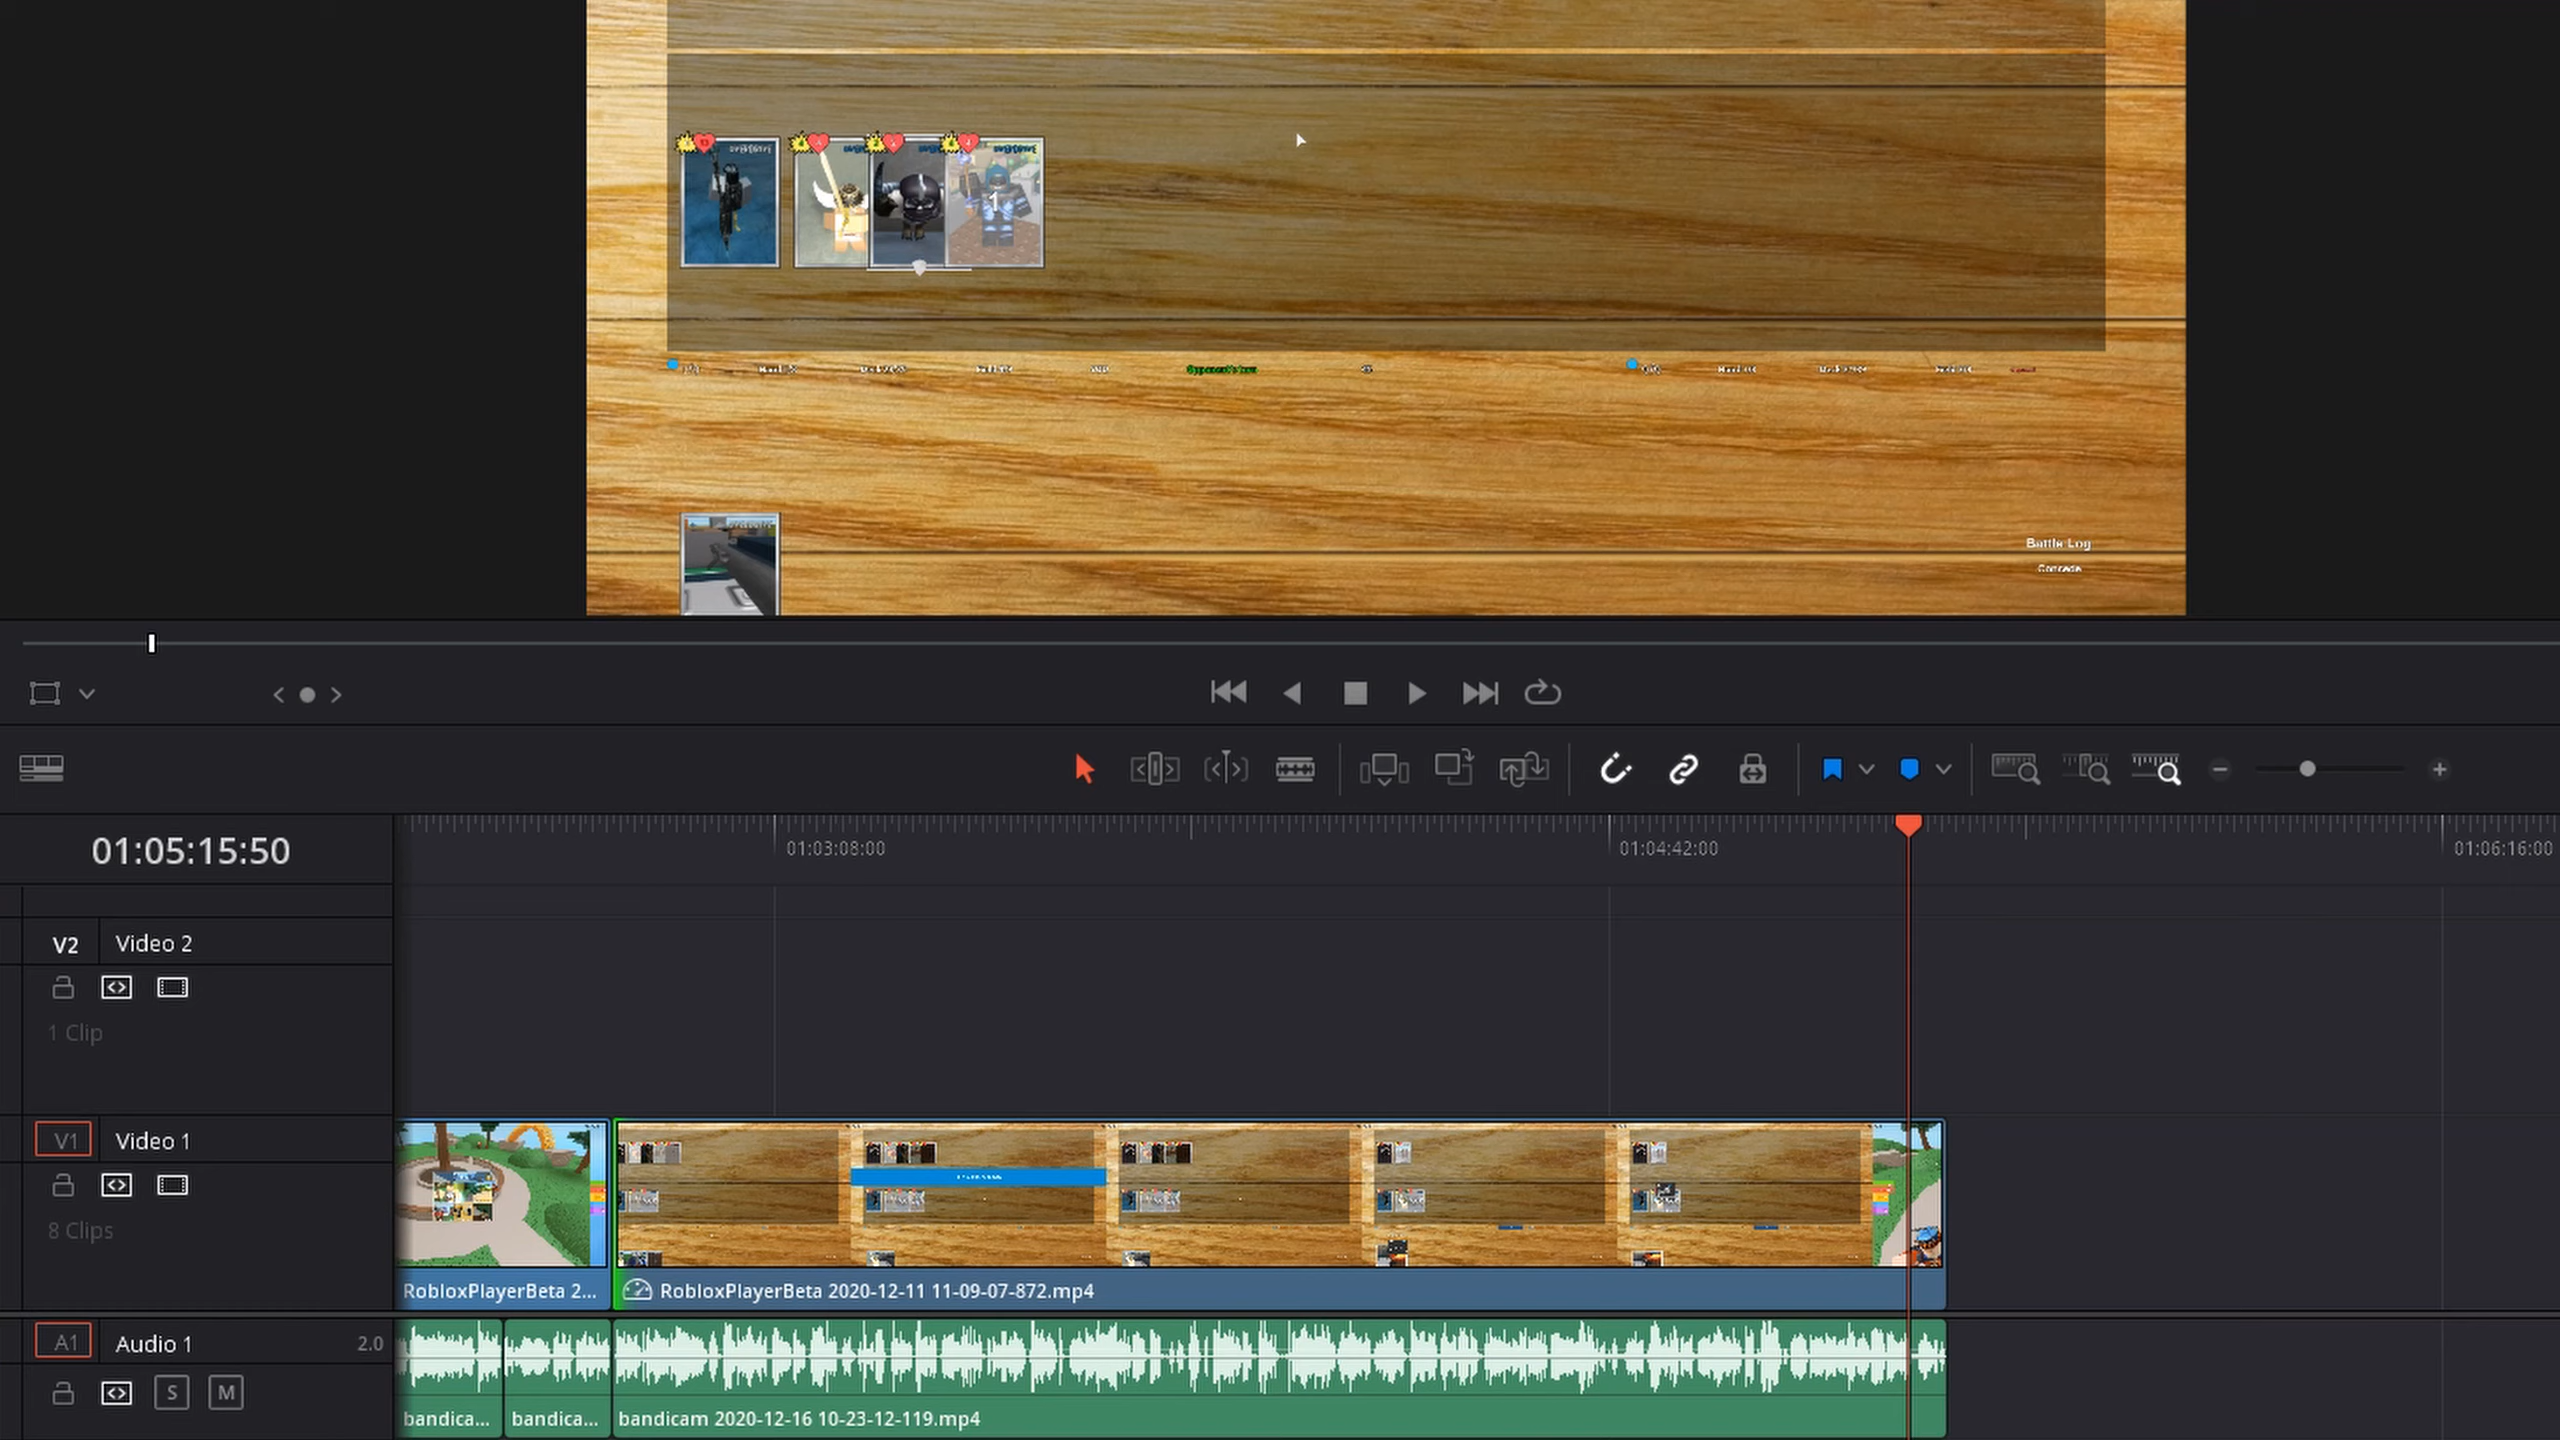 Battle Log
Concede
01:05:15:50
01:03:08:00
01:04:42:00
01:06:16:00
V2 Video 2
1 Clip
V1 Video 1
8 Clips
RobloxPlayerBeta 2...
RobloxPlayerBeta 2020-12-11 11-09-07-872.mp4
A1 Audio 1 2.0
S M
bandica...
bandica...
bandicam 2020-12-16 10-23-12-119.mp4